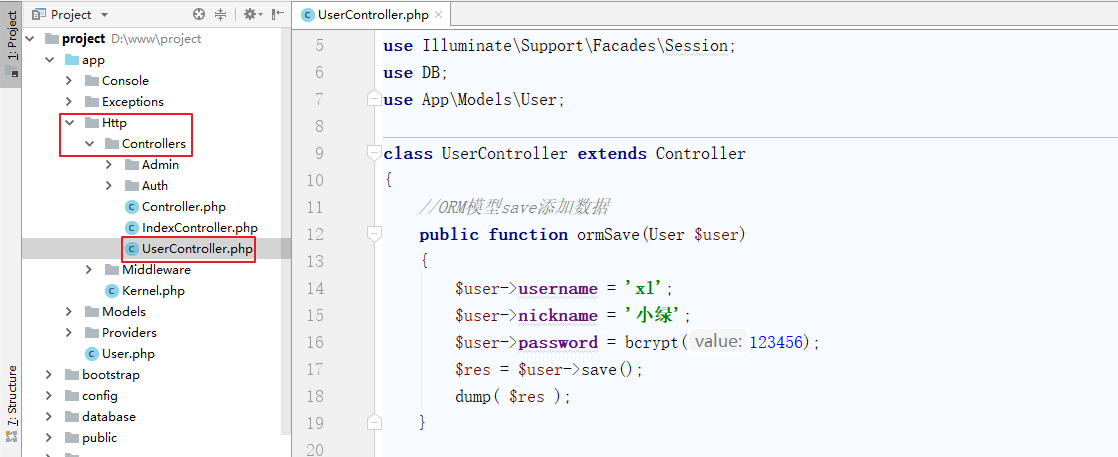 Project
UserController.php
1: Project
7: Structure
project D:\www\project
app
Console
Exceptions
Http
Controllers
Admin
Auth
Controller.php
IndexController.php
UserController.php
Middleware
Kernel.php
Models
Providers
User.php
bootstrap
config
database
public
5 use Illuminate\Support\Facades\Session;
6 use DB;
7 use App\Models\User;
8
9 class UserController extends Controller
10 {
11 //ORM模型save添加数据
12 public function ormSave(User $user)
13 {
14 $user->username = 'xl';
15 $user->nickname = '小绿';
16 $user->password = bcrypt( value: 123456);
17 $res = $user->save();
18 dump( $res );
19 }
20